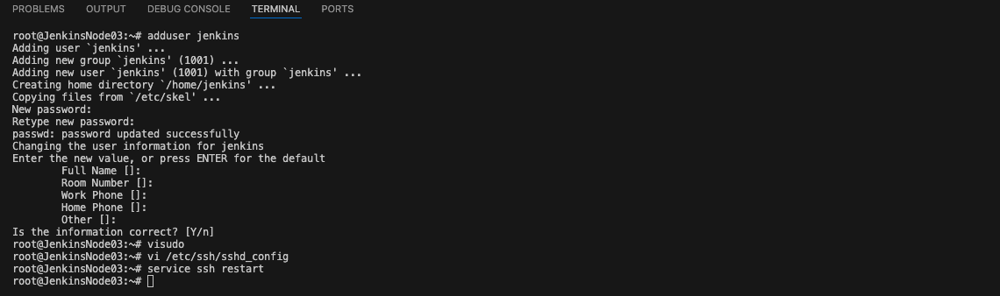 PROBLEMS OUTPUT DEBUG CONSOLE TERMINAL PORTS
root@JenkinsNode03:~# adduser jenkins
Adding user `jenkins' ...
Adding new group `jenkins' (1001) ...
Adding new user `jenkins' (1001) with group `jenkins' ...
Creating home directory `/home/jenkins' ...
Copying files from `/etc/skel' ...
New password:
Retype new password:
passwd: password updated successfully
Changing the user information for jenkins
Enter the new value, or press ENTER for the default
        Full Name []:
        Room Number []:
        Work Phone []:
        Home Phone []:
        Other []:
Is the information correct? [Y/n]
root@JenkinsNode03:~# visudo
root@JenkinsNode03:~# vi /etc/ssh/sshd_config
root@JenkinsNode03:~# service ssh restart
root@JenkinsNode03:~#